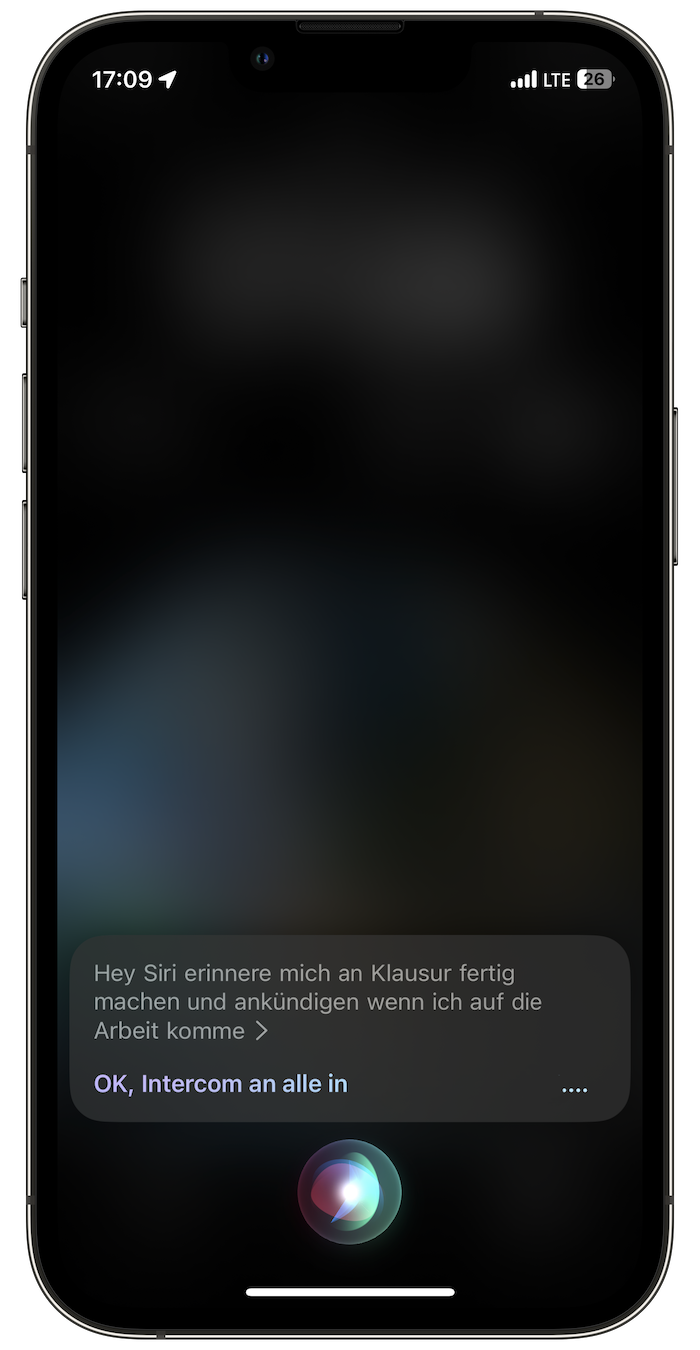 17:09
LTE 26
Hey Siri erinnere mich an Klausur fertig
machen und ankündigen wenn ich auf die
Arbeit komme >
OK, Intercom an alle in ....